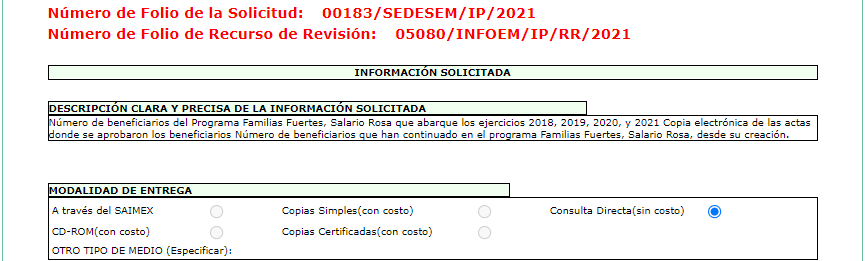 Número de Folio de la Solicitud: 00183/SEDESEM/IP/2021
Número de Folio de Recurso de Revisión: 05080/INFOEM/IP/RR/2021
INFORMACIÓN SOLICITADA
DESCRIPCIÓN CLARA Y PRECISA DE LA INFORMACIÓN SOLICITADA
Número de beneficiarios del Programa Familias Fuertes, Salario Rosa que abarque los ejercicios 2018, 2019, 2020, y 2021 Copia electrónica de las actas
donde se aprobaron los beneficiarios Número de beneficiarios que han continuado en el programa Familias Fuertes, Salario Rosa, desde su creación.
MODALIDAD DE ENTREGA
A través del SAIMEX Copias Simples(con costo) Consulta Directa(sin costo)
CD-ROM(con costo) Copias Certificadas(con costo)
OTRO TIPO DE MEDIO (Especificar):